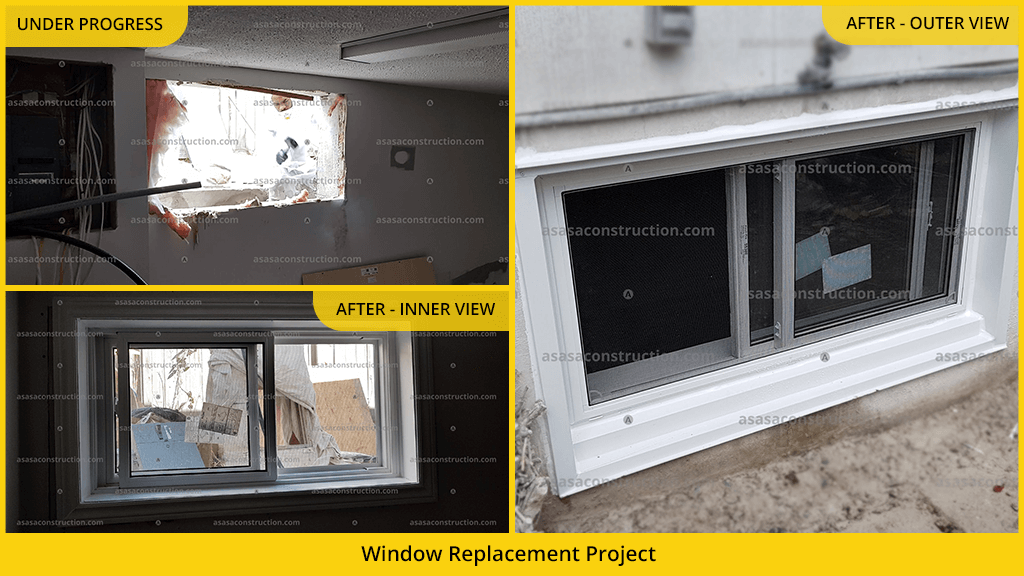 UNDER PROGRESS
AFTER - OUTER VIEW
asasaconstruction.com
AFTER - INNER VIEW
Window Replacement Project